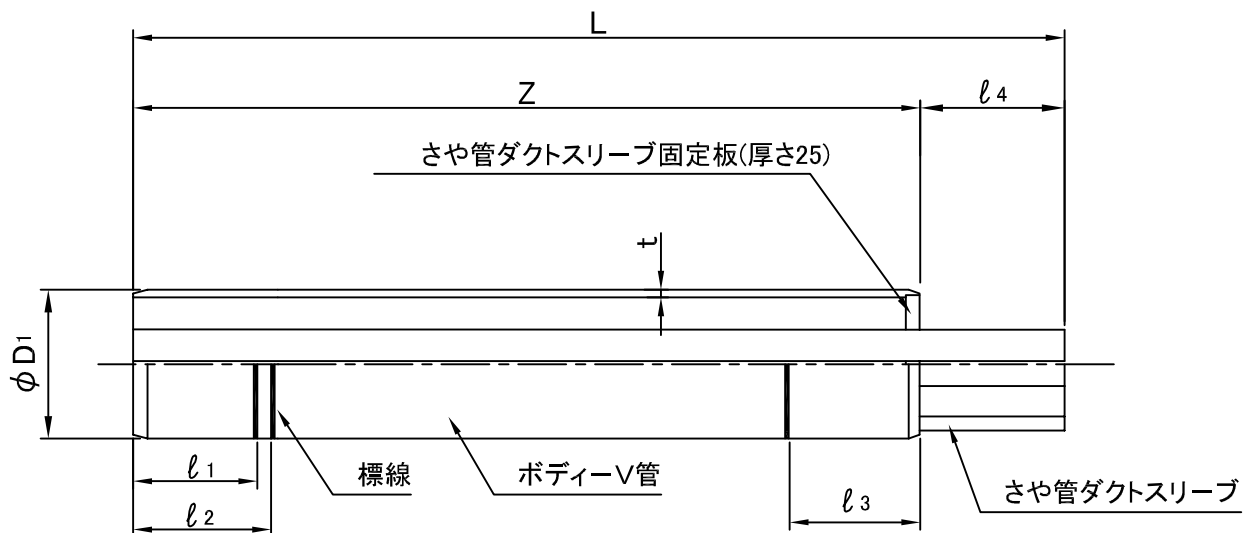 L
Z
ℓ4
さや管ダクトスリーブ固定板(厚さ25)
t
φD1
ℓ1
標線
ボディーV管
ℓ2
ℓ3
さや管ダクトスリーブ